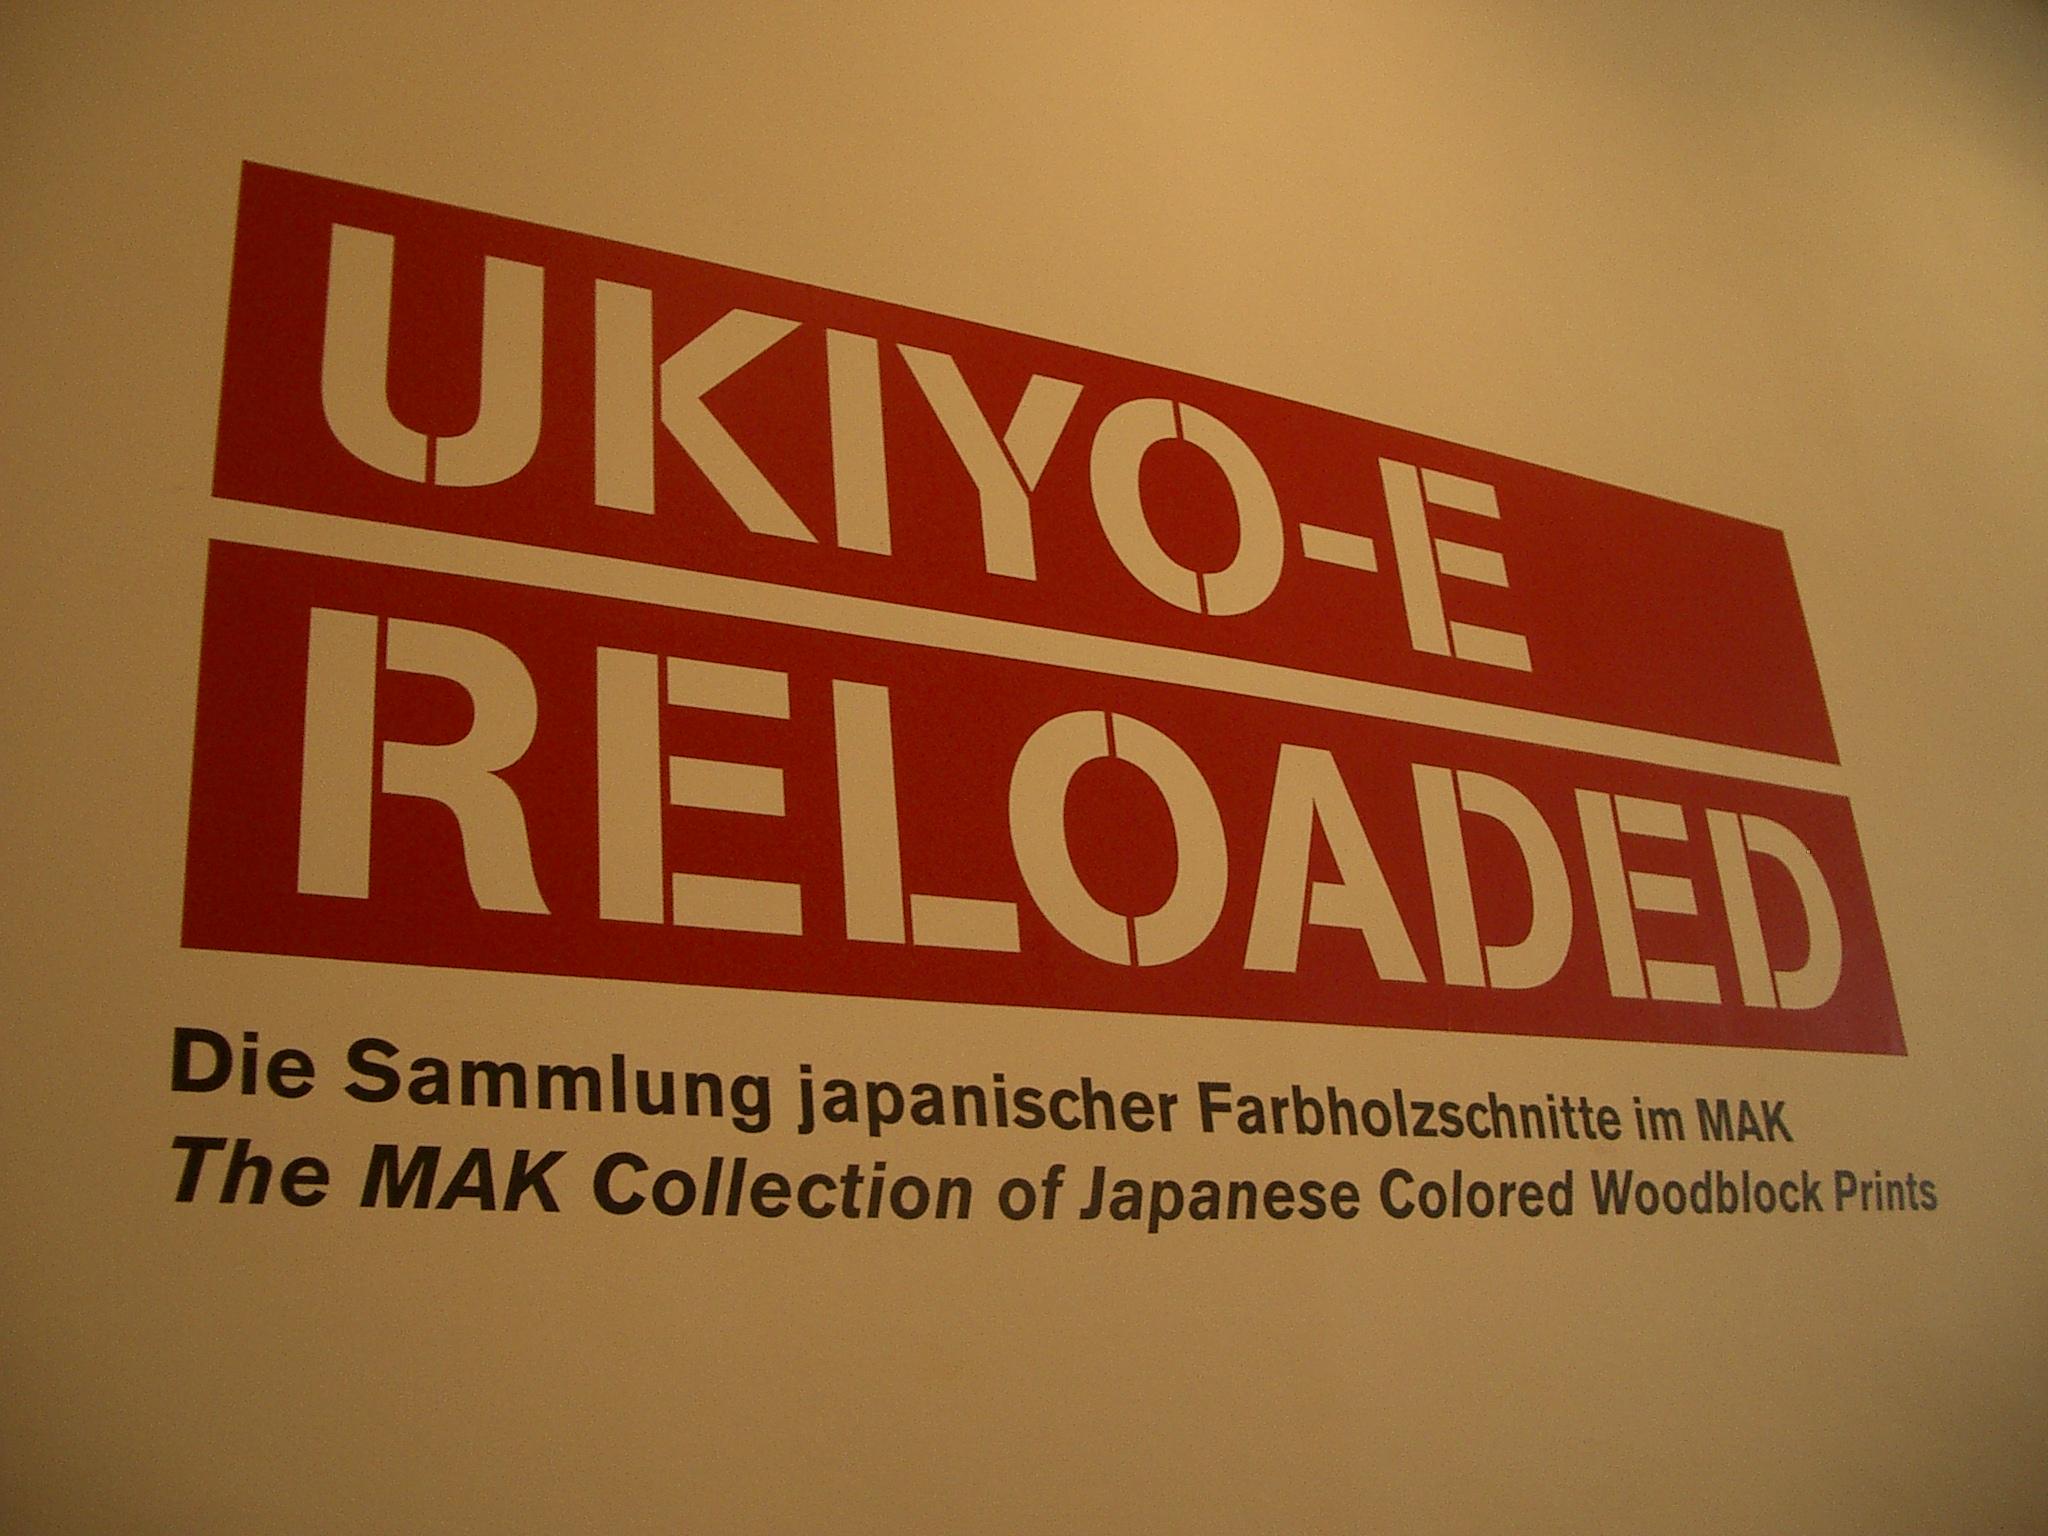 UKIYO-E
RELOADED
Die Sammlung japanischer Farbholzschnitte im MAK
The MAK Collection of Japanese Colored Woodblock Prints